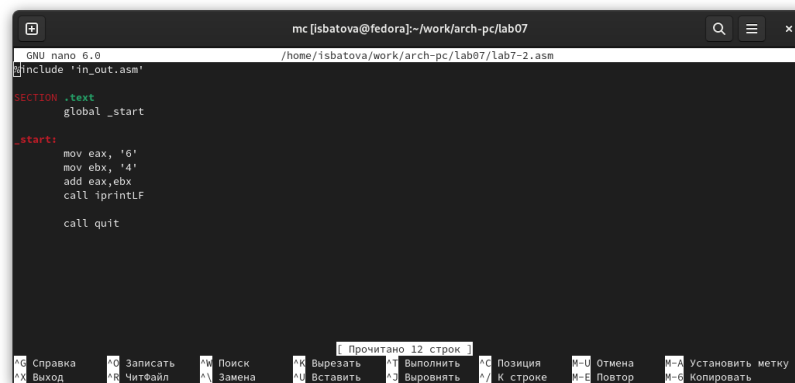 mc [isbatova@fedora]:~/work/arch-pc/lab07
GNU nano 6.0 /home/isbatova/work/arch-pc/lab07/lab7-2.asm
%include 'in_out.asm'
SECTION .text
global _start
_start:
mov eax, '6'
mov ebx, '4'
add eax,ebx
call iprintLF
call quit
[ Прочитано 12 строк ]
^G Справка ^O Записать ^W Поиск ^K Вырезать ^T Выполнить ^C Позиция M-U Отмена M-A Установить метку
^X Выход ^R ЧитФайл ^\ Замена ^U Вставить ^J Выровнять ^/ К строке M-E Повтор M-6 Копировать